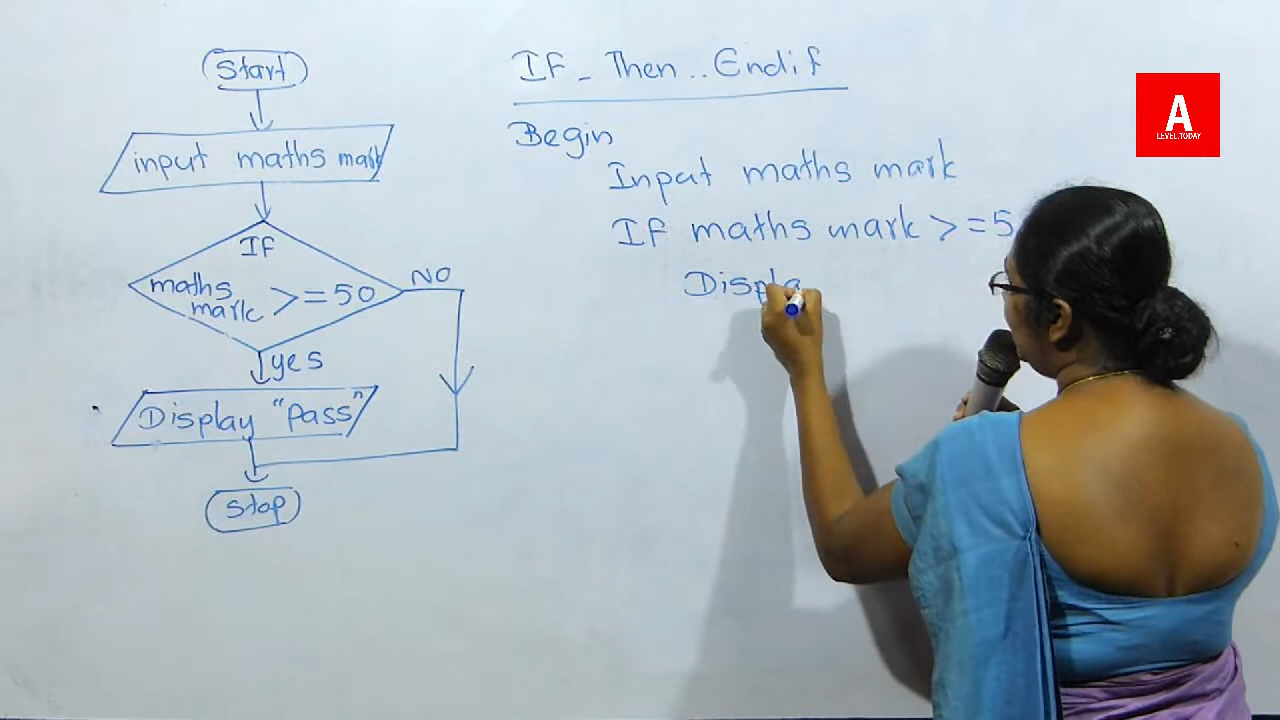 Start
input maths mark
If
maths
mark >=50
NO
yes
Display "Pass"
Stop
If - Then .. Endif
Begin
Input maths mark
If maths mark >=5
Displa
A
LEVEL.TODAY